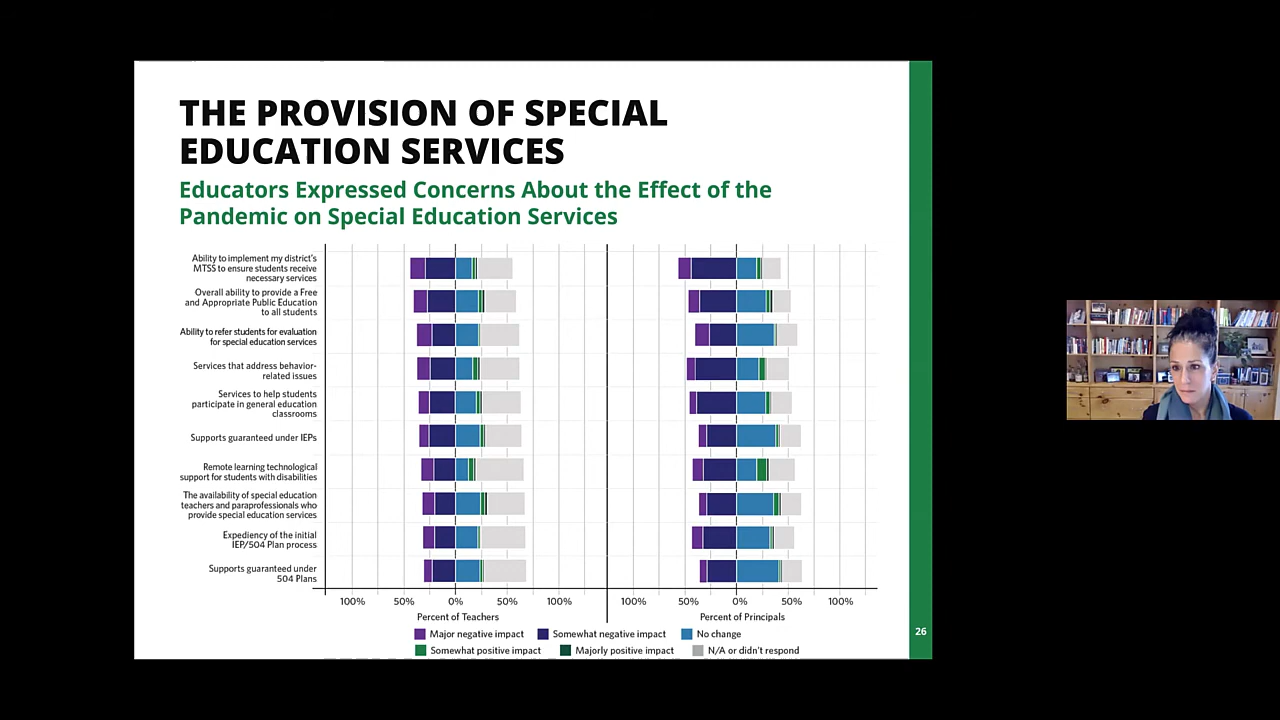 THE PROVISION OF SPECIAL
EDUCATION SERVICES
Educators Expressed Concerns About the Effect of the
Pandemic on Special Education Services
Ability to implement my district's
MTSS to ensure students receive
necessary services
Overall ability to provide a Free
and Appropriate Public Education
to all students
Ability to refer students for evaluation
for special education services
Services that address behavior-
related issues
Services to help students
participate in general education
classrooms
Supports guaranteed under IEPs
Remote learning technological
support for students with disabilities
The availability of special education
teachers and paraprofessionals who
provide special education services
Expediency of the initial
IEP/504 Plan process
Supports guaranteed under
504 Plans
100% 50% 0% 50% 100% 100% 50% 0% 50% 100%
Percent of Teachers Percent of Principals
Major negative impact Somewhat negative impact No change
Somewhat positive impact Majorly positive impact N/A or didn't respond
26